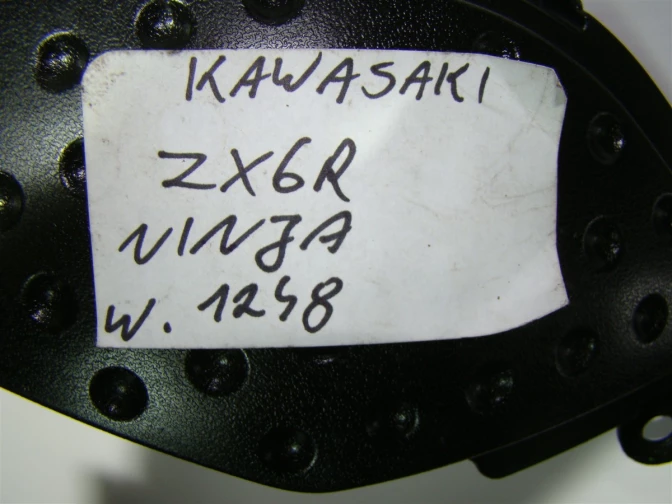 KAWASAKI
ZX6R
NINJA
W. 1248